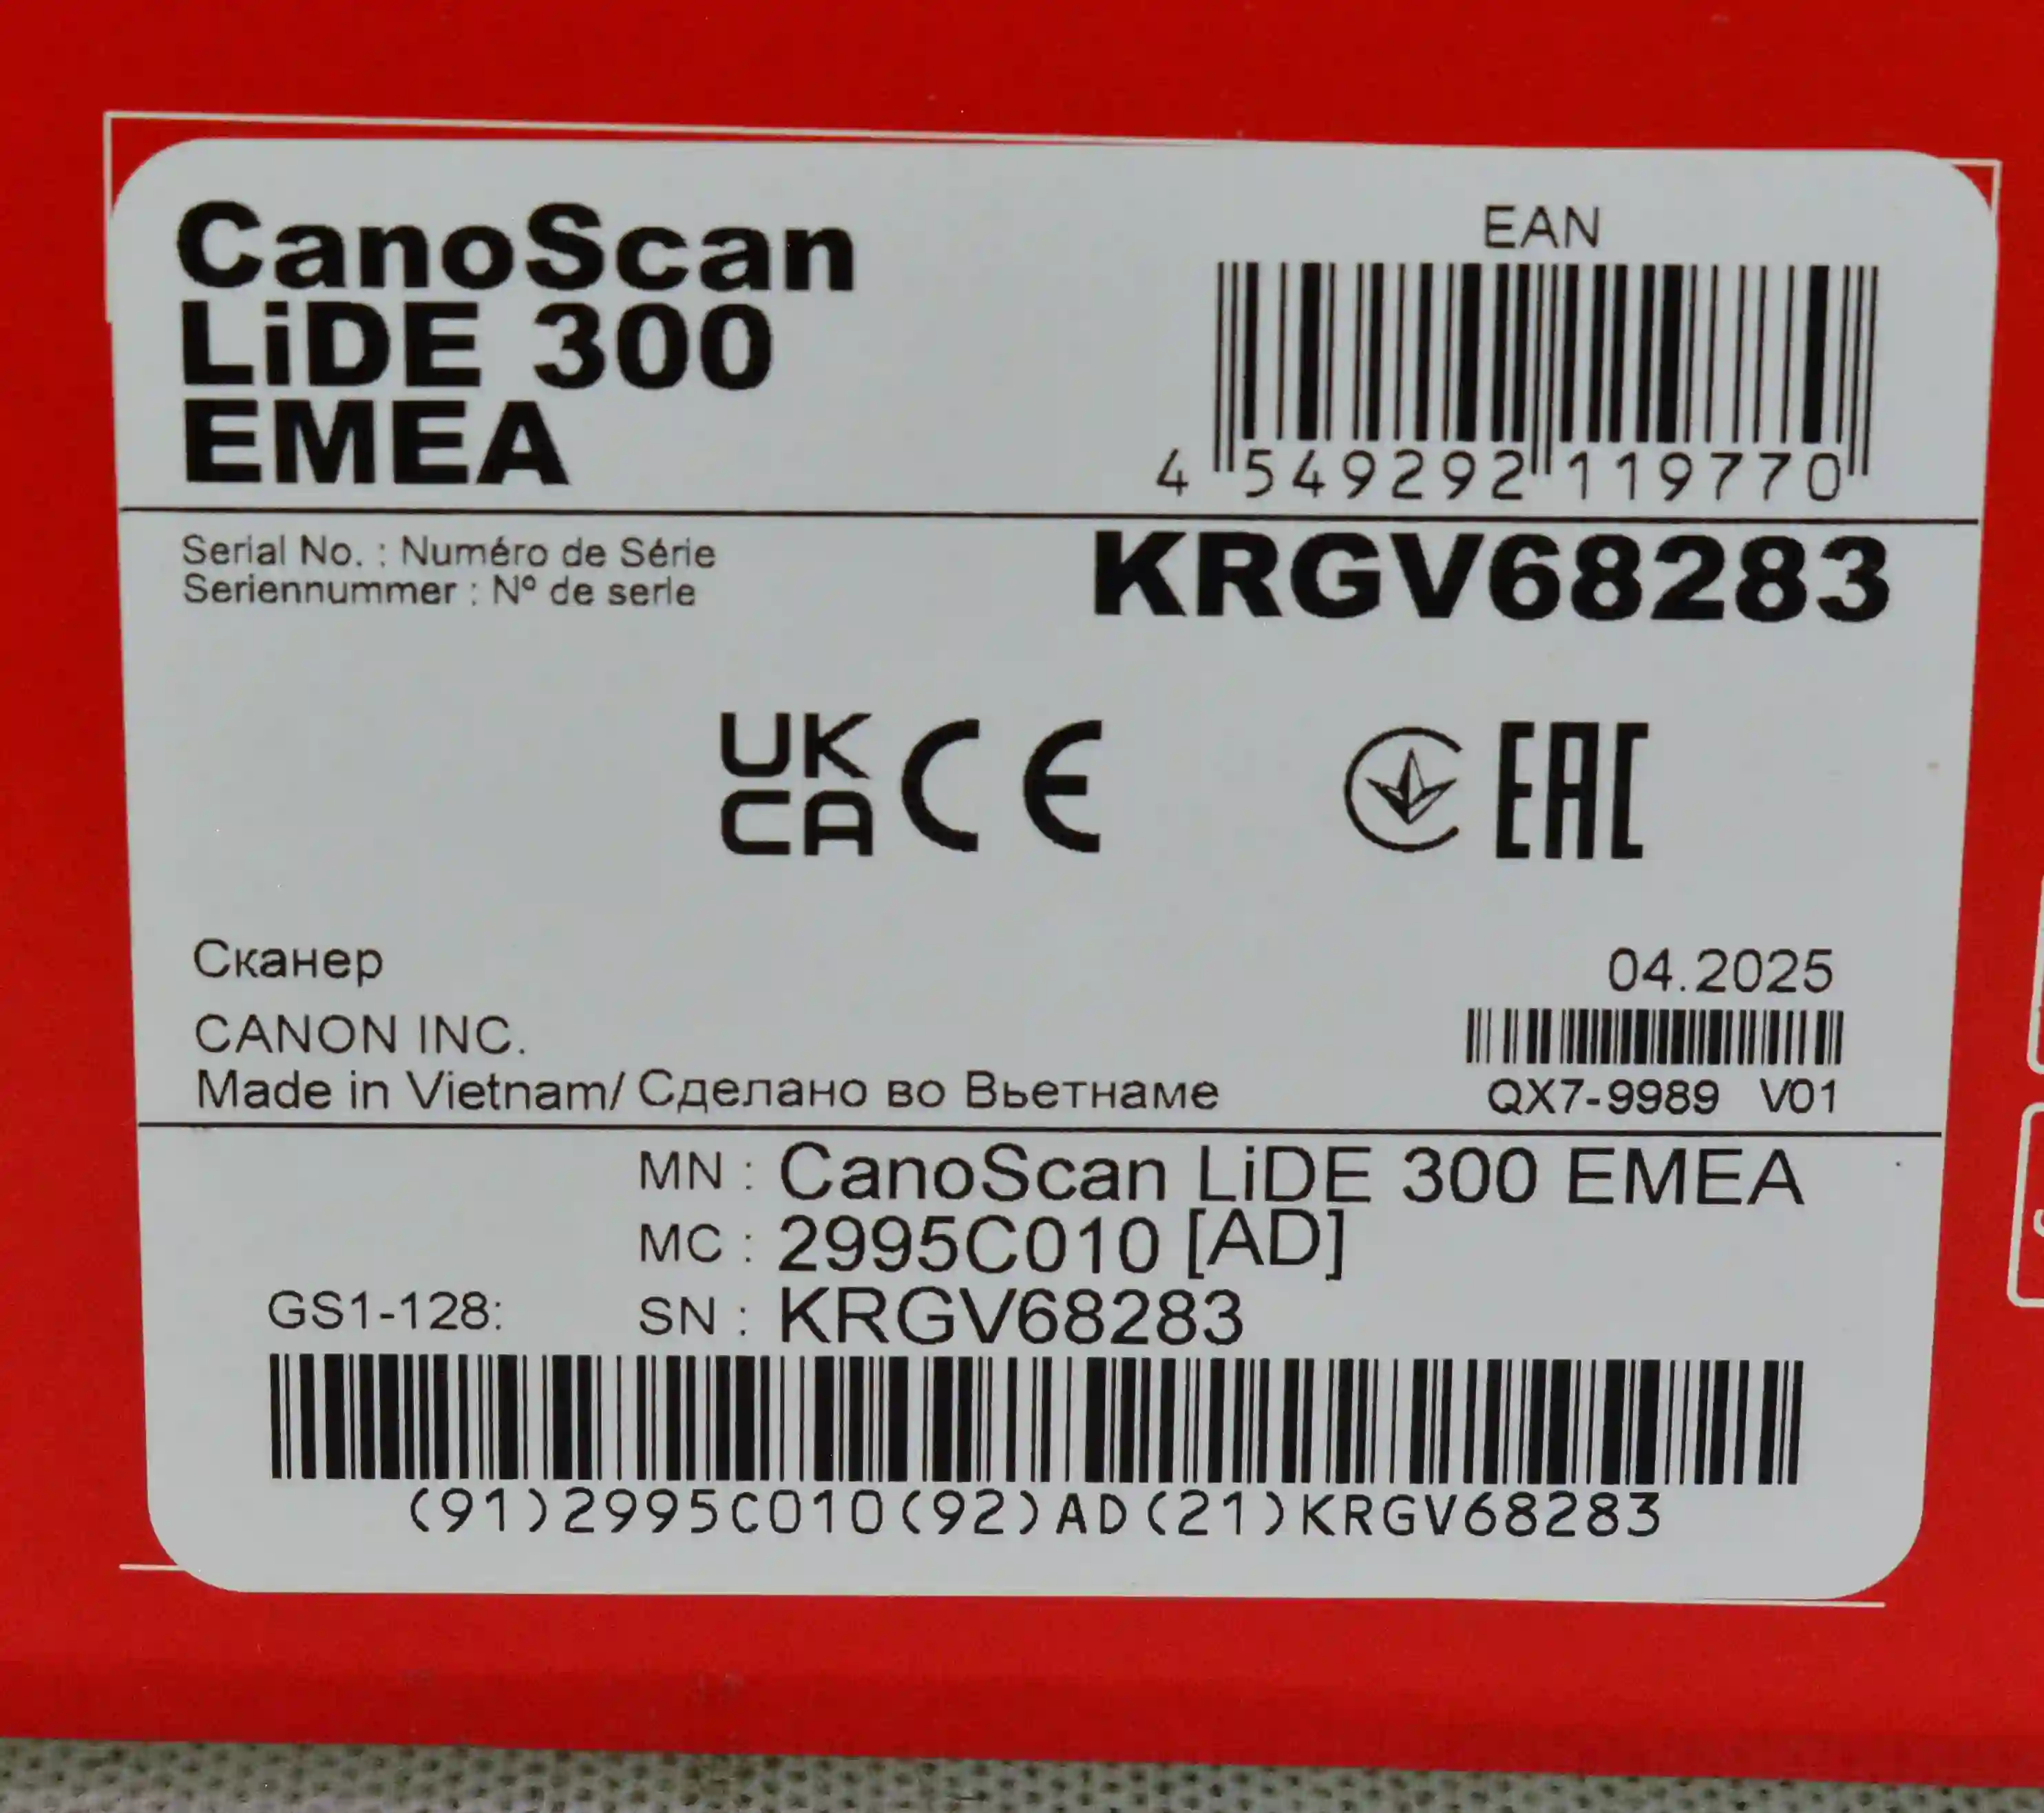 CanoScan
LiDE 300
EMEA
EAN
4 549292 119770
Serial No. : Numéro de Série
Seriennummer : Nº de serie
KRGV68283
UK
CA CE
EAC
Сканер
04.2025
CANON INC.
Made in Vietnam/ Сделано во Вьетнаме
QX7-9989 V01
MN : CanoScan LiDE 300 EMEA
MC : 2995C010 [AD]
GS1-128: SN : KRGV68283
(91)2995C010(92)AD(21)KRGV68283